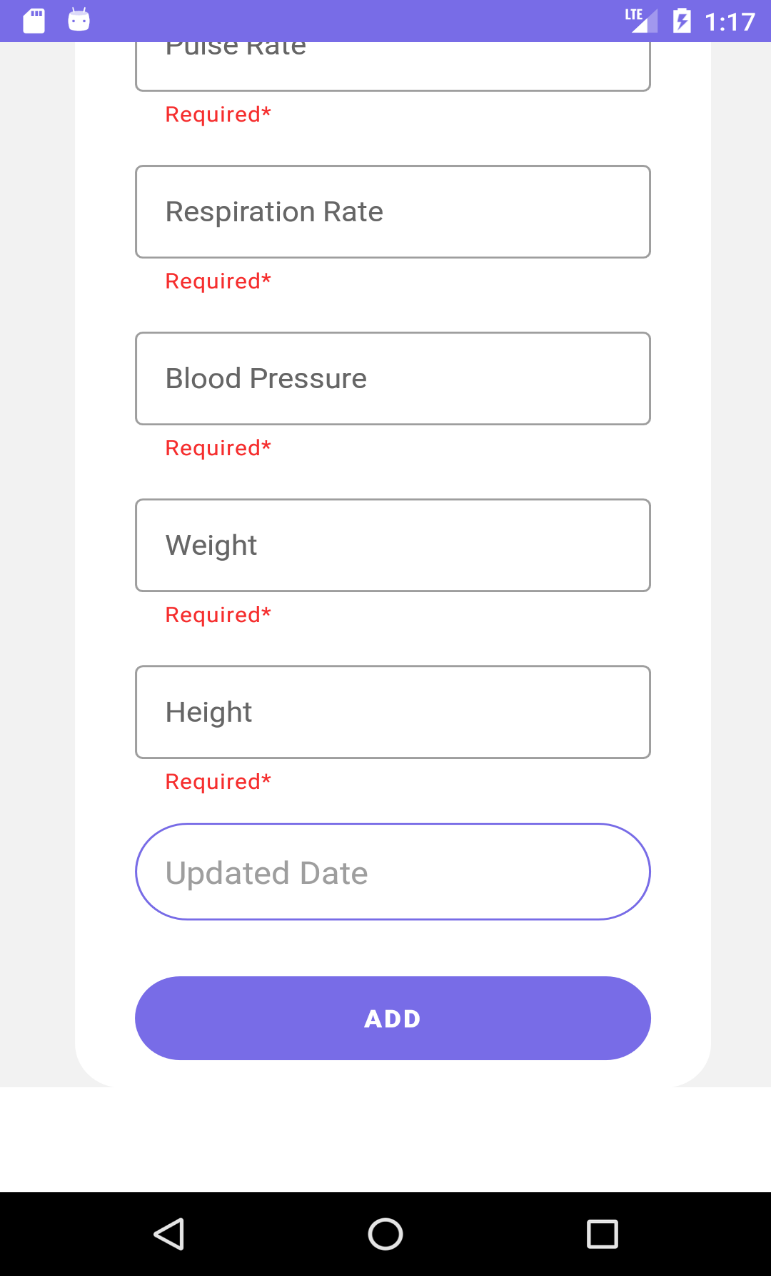 LTE
1:17
Pulse Rate
Required*
Respiration Rate
Required*
Blood Pressure
Required*
Weight
Required*
Height
Required*
Updated Date
ADD